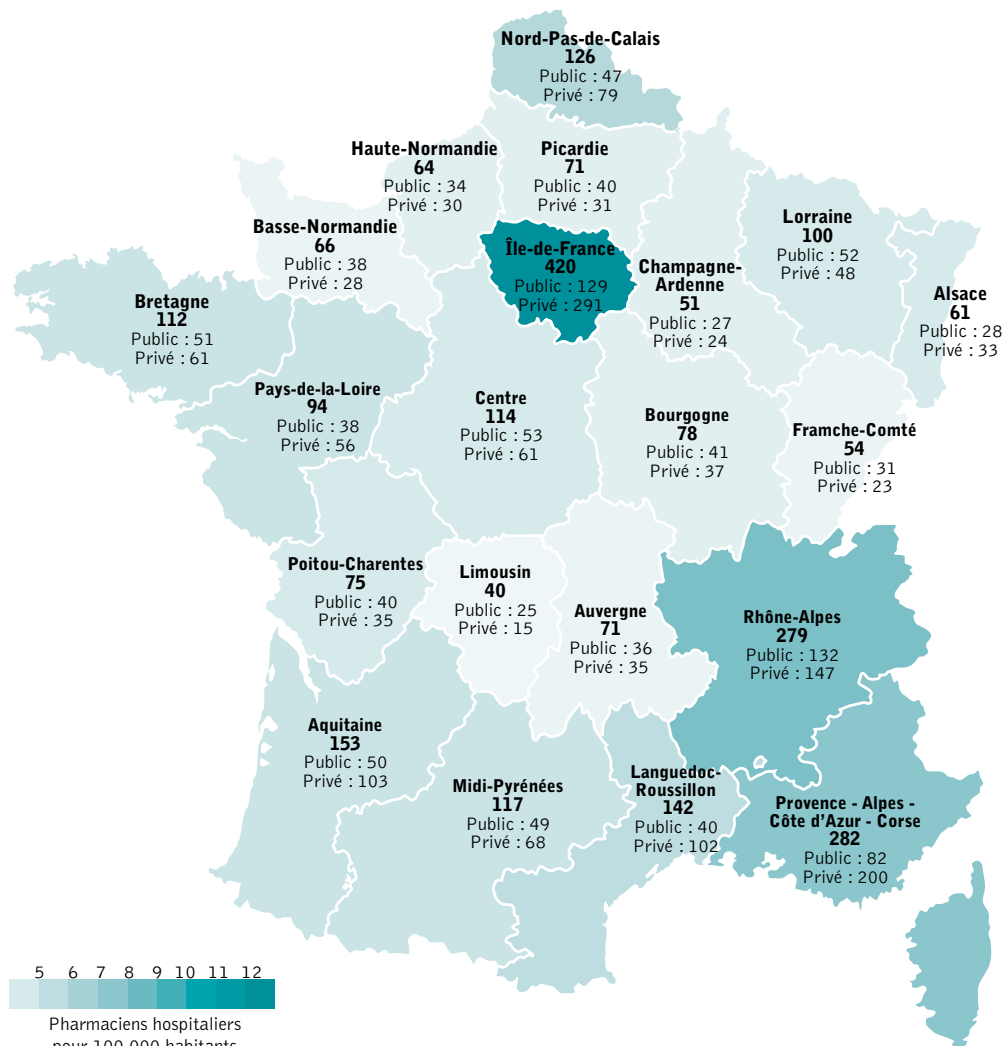 Nord-Pas-de-Calais
126
Public : 47
Privé : 79
Haute-Normandie
64
Public : 34
Privé : 30
Picardie
71
Public : 40
Privé : 31
Lorraine
100
Public : 52
Privé : 48
Basse-Normandie
66
Public : 38
Privé : 28
Île-de-France
420
Public : 129
Privé : 291
Champagne-
Ardenne
51
Public : 27
Privé : 24
Alsace
61
Public : 28
Privé : 33
Bretagne
112
Public : 51
Privé : 61
Pays-de-la-Loire
94
Public : 38
Privé : 56
Centre
114
Public : 53
Privé : 61
Bourgogne
78
Public : 41
Privé : 37
Framche-Comté
54
Public : 31
Privé : 23
Poitou-Charentes
75
Public : 40
Privé : 35
Limousin
40
Public : 25
Privé : 15
Auvergne
71
Public : 36
Privé : 35
Rhône-Alpes
279
Public : 132
Privé : 147
Aquitaine
153
Public : 50
Privé : 103
Midi-Pyrénées
117
Public : 49
Privé : 68
Languedoc-
Roussillon
142
Public : 40
Privé : 102
Provence - Alpes -
Côte d'Azur - Corse
282
Public : 82
Privé : 200
5 6 7 8 9 10 11 12
Pharmaciens hospitaliers
pour 100 000 habitants